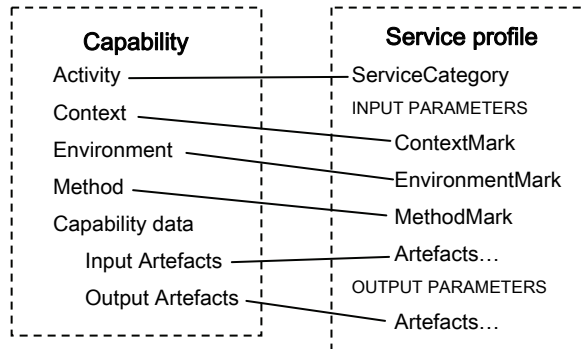 Capability
Activity
Context
Environment
Method
Capability data
Input Artefacts
Output Artefacts
Service profile
ServiceCategory
INPUT PARAMETERS
ContextMark
EnvironmentMark
MethodMark
Artefacts…
OUTPUT PARAMETERS
Artefacts…